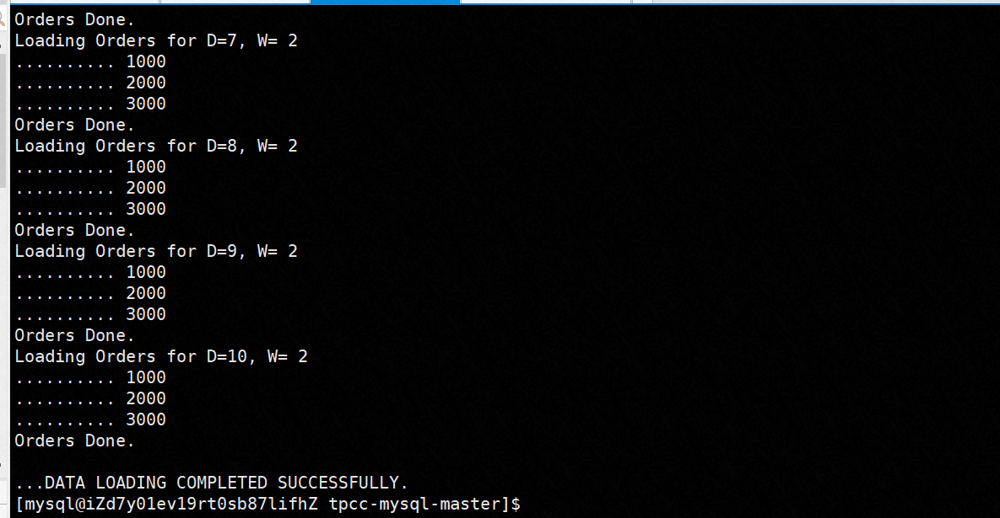 Orders Done.
Loading Orders for D=7, W= 2
.......... 1000
.......... 2000
.......... 3000
Orders Done.
Loading Orders for D=8, W= 2
.......... 1000
.......... 2000
.......... 3000
Orders Done.
Loading Orders for D=9, W= 2
.......... 1000
.......... 2000
.......... 3000
Orders Done.
Loading Orders for D=10, W= 2
.......... 1000
.......... 2000
.......... 3000
Orders Done.
...DATA LOADING COMPLETED SUCCESSFULLY.
[mysql@iZd7y01ev19rt0sb87lifhZ tpcc-mysql-master]$